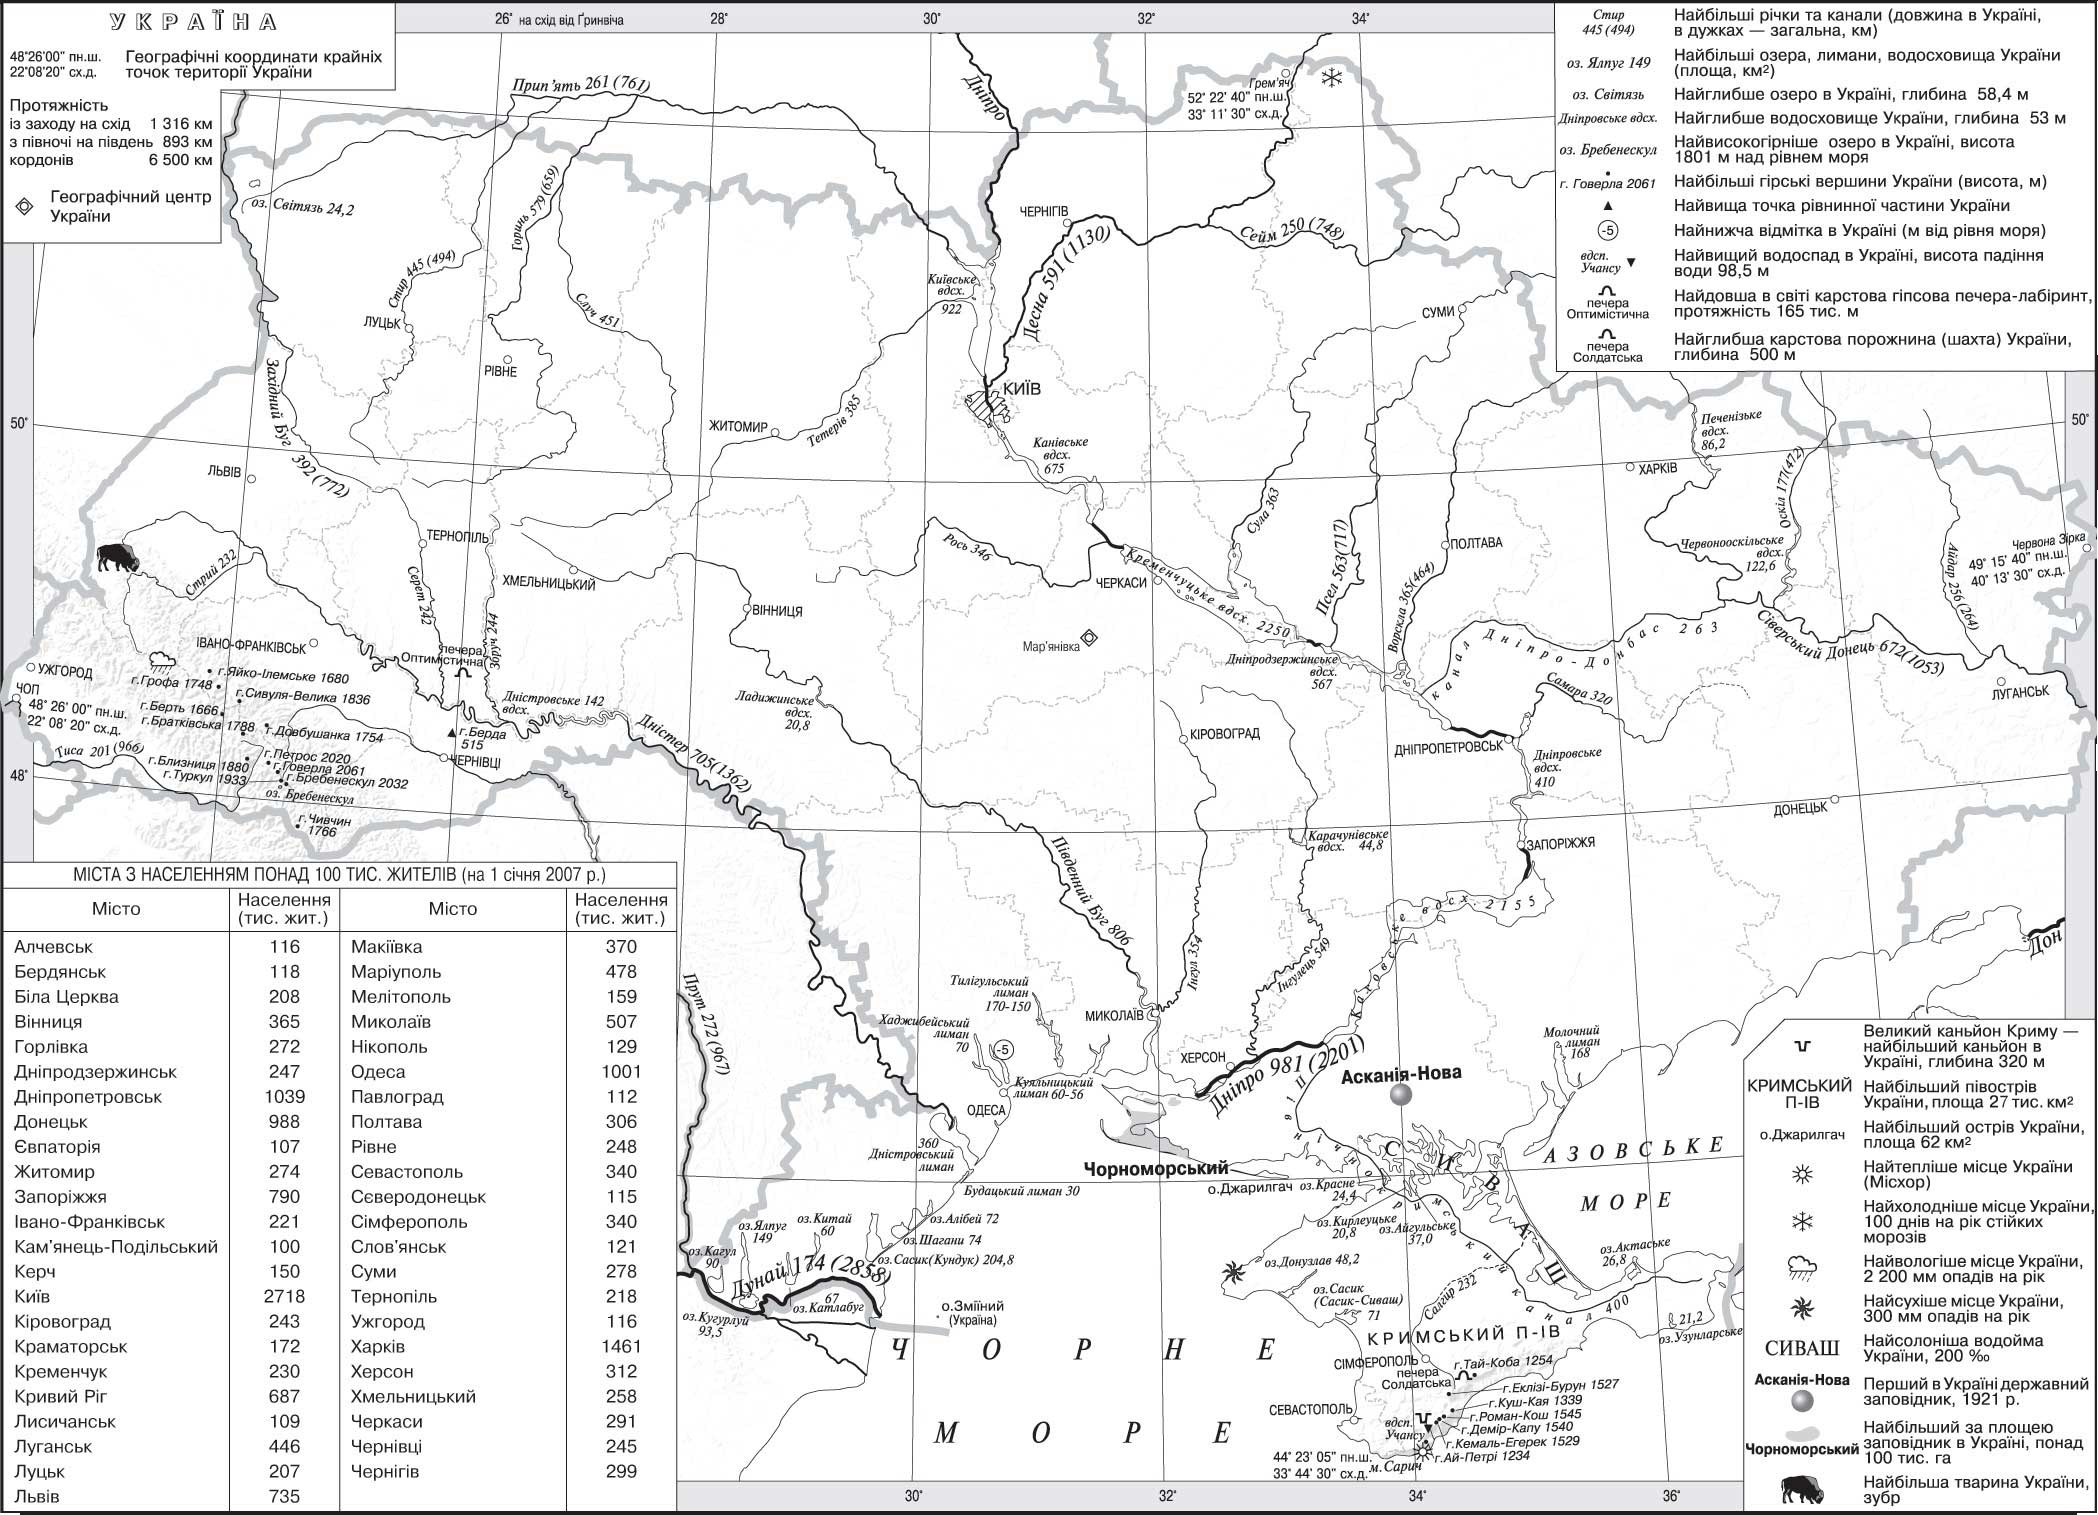 УКРАЇНА
48°26'00" пн.ш.
22°08'20" сх.д.
Географічні координати крайніх
точок території України
Протяжність
із заходу на схід 1 316 км
з півночі на південь 893 км
кордонів 6 500 км
Географічний центр
України
26° на схід від Ґринвіча
28°
30°
32°
34°
Стир
445 (494)
Найбільші річки та канали (довжина в Україні,
в дужках — загальна, км)
оз. Ялпуг 149
Найбільші озера, лимани, водосховища України
(площа, км²)
оз. Світязь
Найглибше озеро в Україні, глибина 58,4 м
Дніпровське вдсх.
Найглибше водосховище України, глибина 53 м
оз. Бребенескул
Найвисокогірніше озеро в Україні, висота
1801 м над рівнем моря
г. Говерла 2061
Найбільші гірські вершини України (висота, м)
Найвища точка рівнинної частини України
-5
Найнижча відмітка в Україні (м від рівня моря)
вдсп.
Учансу
Найвищий водоспад в Україні, висота падіння
води 98,5 м
печера
Оптимістична
Найдовша в світі карстова гіпсова печера-лабіринт,
протяжність 165 тис. м
печера
Солдатська
Найглибша карстова порожнина (шахта) України,
глибина 500 м
Прип'ять 261 (761)
Дніпро
Грем'яч
52° 22' 40" пн.ш.
33° 11' 30" сх.д.
оз. Світязь 24,2
Горинь 579 (659)
Стир 445 (494)
Случ 451
ЛУЦЬК
РІВНЕ
ЧЕРНІГІВ
Десна 591 (1130)
Сейм 250 (748)
Київське
вдсх.
922
СУМИ
КИЇВ
ЖИТОМИР
Тетерів 385
Канівське
вдсх.
675
Західний Буг
392 (772)
50°
50°
ЛЬВІВ
Печенізьке
вдсх.
86,2
ХАРКІВ
Оскіл 177(472)
Сула 363
Псел 563(717)
Ворскла 365(464)
ПОЛТАВА
Червонооскільське
вдсх.
122,6
Айдар 256 (264)
Червона Зірка
49° 15' 40" пн.ш.
40° 13' 30" сх.д.
ТЕРНОПІЛЬ
Стрий 232
Серет 242
Збруч 244
ХМЕЛЬНИЦЬКИЙ
ВІННИЦЯ
Рось 346
ЧЕРКАСИ
Кременчуцьке вдсх. 2250
Мар'янівка
Дніпродзержинське
вдсх.
567
канал Дніпро-Донбас 263
Сіверський Донець 672(1053)
Самара 320
ЛУГАНСЬК
ІВАНО-ФРАНКІВСЬК
УЖГОРОД
ЧОП
48° 26' 00" пн.ш.
22° 08' 20" сх.д.
печера
Оптимістична
г.Яйко-Ілемське 1680
г.Грофа 1748
г.Сивуля-Велика 1836
г.Берть 1666
г.Братківська 1788
г.Довбушанка 1754
г.Берда
515
Дністровське 142
вдсх.
Дністер 705(1362)
Ладижинське
вдсх.
20,8
КІРОВОГРАД
ДНІПРОПЕТРОВСЬК
Дніпровське
вдсх.
410
Тиса 201 (966)
48°
г.Близниця 1880
г.Туркул 1933
г.Петрос 2020
г.Говерла 2061
г.Бребенескул 2032
оз. Бребенескул
г.Чивчин
1766
ЧЕРНІВЦІ
ДОНЕЦЬК
ЗАПОРІЖЖЯ
Карачунівське
вдсх. 44,8
Південний Буг 806
Каховське вдсх. 2155
Дон
МІСТА З НАСЕЛЕННЯМ ПОНАД 100 ТИС. ЖИТЕЛІВ (на 1 січня 2007 р.)
Місто Населення (тис. жит.) Місто Населення (тис. жит.)
Алчевськ 116 Макіївка 370
Бердянськ 118 Маріуполь 478
Біла Церква 208 Мелітополь 159
Вінниця 365 Миколаїв 507
Горлівка 272 Нікополь 129
Дніпродзержинськ 247 Одеса 1001
Дніпропетровськ 1039 Павлоград 112
Донецьк 988 Полтава 306
Євпаторія 107 Рівне 248
Житомир 274 Севастополь 340
Запоріжжя 790 Сєверодонецьк 115
Івано-Франківськ 221 Сімферополь 340
Кам'янець-Подільський 100 Слов'янськ 121
Керч 150 Суми 278
Київ 2718 Тернопіль 218
Кіровоград 243 Ужгород 116
Краматорськ 172 Харків 1461
Кременчук 230 Херсон 312
Кривий Ріг 687 Хмельницький 258
Лисичанськ 109 Черкаси 291
Луганськ 446 Чернівці 245
Луцьк 207 Чернігів 299
Львів 735
Прут 272 (967)
Тилігульський
лиман
170-150
Хаджибейський
лиман
70
-5
Куяльницький
лиман 60-56
ОДЕСА
МИКОЛАЇВ
Інгул 354
Інгулець 549
ХЕРСОН
Дніпро 981 (2201)
Асканія-Нова
Молочний
лиман
168
360
Дністровський
лиман
Будацький лиман 30
Чорноморський
о.Джарилгач
оз.Красне
24,4
Північно-Кримський канал 400
СИВАШ
АЗОВСЬКЕ
МОРЕ
оз.Ялпуг
149
оз.Китай
60
оз.Алібей 72
оз.Шагани 74
оз.Сасик(Кундук) 204,8
оз.Кагул
90
Дунай 174 (2858)
67
оз.Катлабуг
оз.Кугурлуй
93,5
о.Зміїний
(Україна)
оз.Кирлеуцьке
20,8
оз.Айгульське
37,0
оз.Донузлав 48,2
оз.Сасик
(Сасик-Сиваш)
71
Салгир 232
оз.Актаське
26,8
21,2
оз.Узунларське
КРИМСЬКИЙ П-ІВ
СІМФЕРОПОЛЬ
печера
Солдатська
г.Тай-Коба 1254
г.Еклізі-Бурун 1527
г.Куш-Кая 1339
г.Роман-Кош 1545
г.Демір-Капу 1540
г.Кемаль-Егерек 1529
г.Ай-Петрі 1234
СЕВАСТОПОЛЬ
вдсп.
Учансу
44° 23' 05" пн.ш.
33° 44' 30" сх.д.
м.Сарич
ЧОРНЕ
МОРЕ
30°
32°
34°
36°
Великий каньйон Криму —
найбільший каньйон в
Україні, глибина 320 м
КРИМСЬКИЙ
П-ІВ
Найбільший півострів
України, площа 27 тис. км²
о.Джарилгач
Найбільший острів України,
площа 62 км²
Найтепліше місце України
(Місхор)
Найхолодніше місце України,
100 днів на рік стійких
морозів
Найвологіше місце України,
2 200 мм опадів на рік
Найсухіше місце України,
300 мм опадів на рік
СИВАШ
Найсолоніша водойма
України, 200 ‰
Асканія-Нова
Перший в Україні державний
заповідник, 1921 р.
Чорноморський
Найбільший за площею
заповідник в Україні, понад
100 тис. га
Найбільша тварина України,
зубр